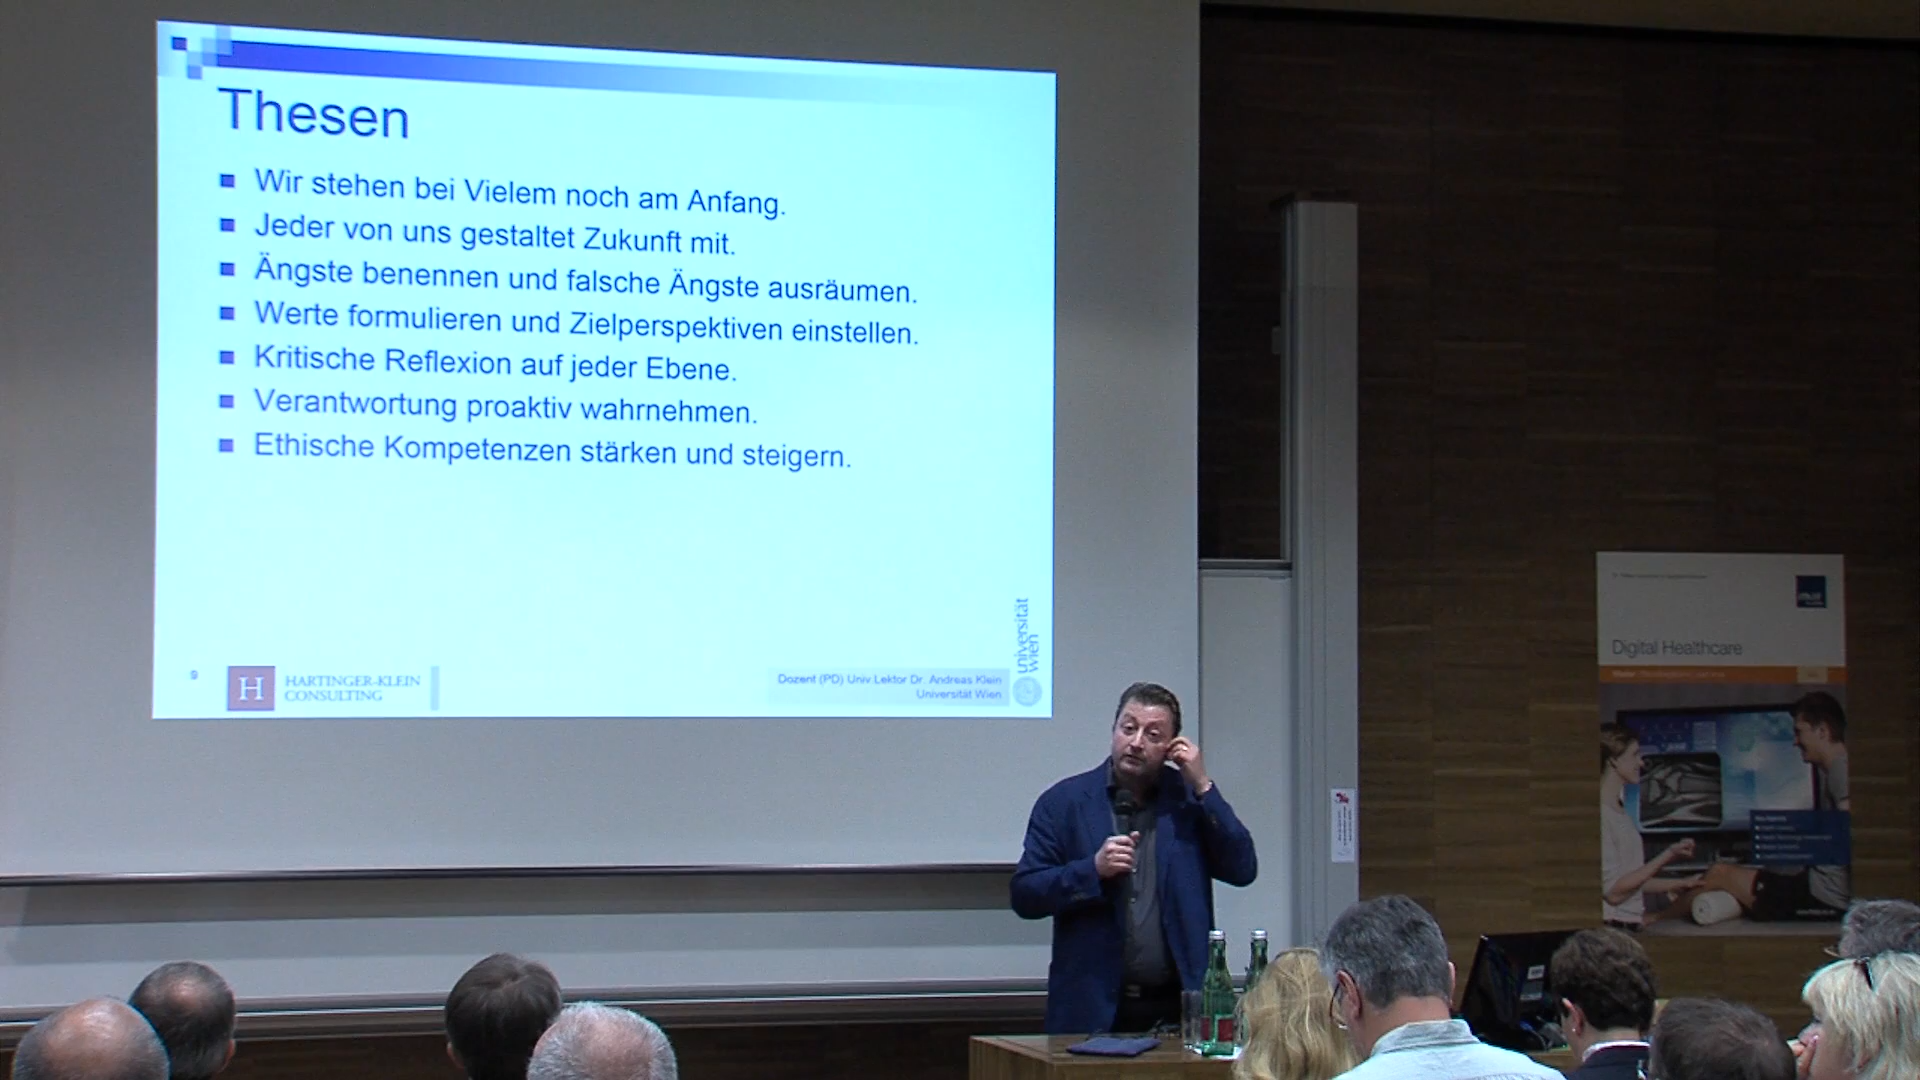 Thesen
Wir stehen bei Vielem noch am Anfang.
Jeder von uns gestaltet Zukunft mit.
Ängste benennen und falsche Ängste ausräumen.
Werte formulieren und Zielperspektiven einstellen.
Kritische Reflexion auf jeder Ebene.
Verantwortung proaktiv wahrnehmen.
Ethische Kompetenzen stärken und steigern.
9
H
HARTINGER-KLEIN
CONSULTING
Dozent (PD) Univ.Lektor Dr. Andreas Klein
Universität Wien
universität
wien
Digital Healthcare